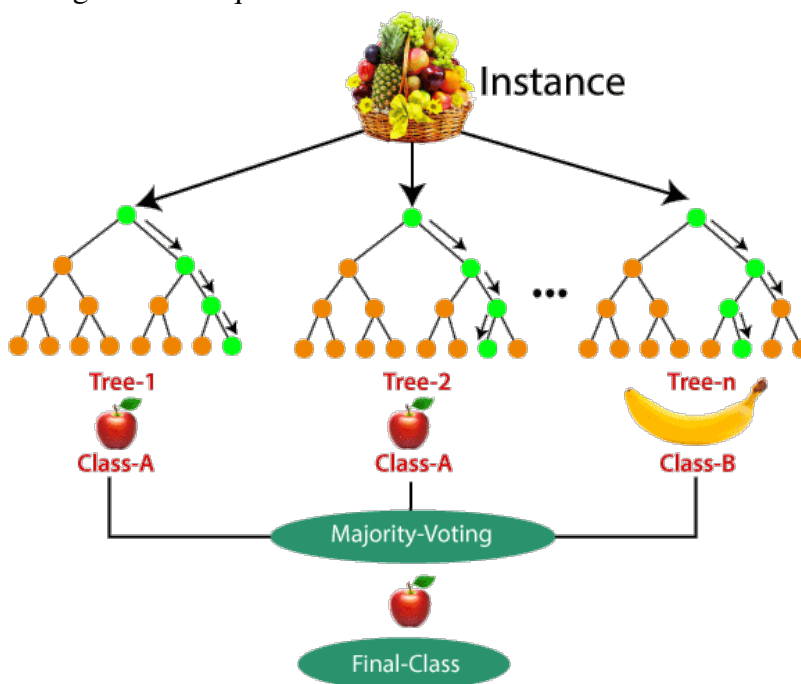 Instance
Tree-1
Tree-2
Tree-n
Class-A
Class-A
Class-B
Majority-Voting
Final-Class